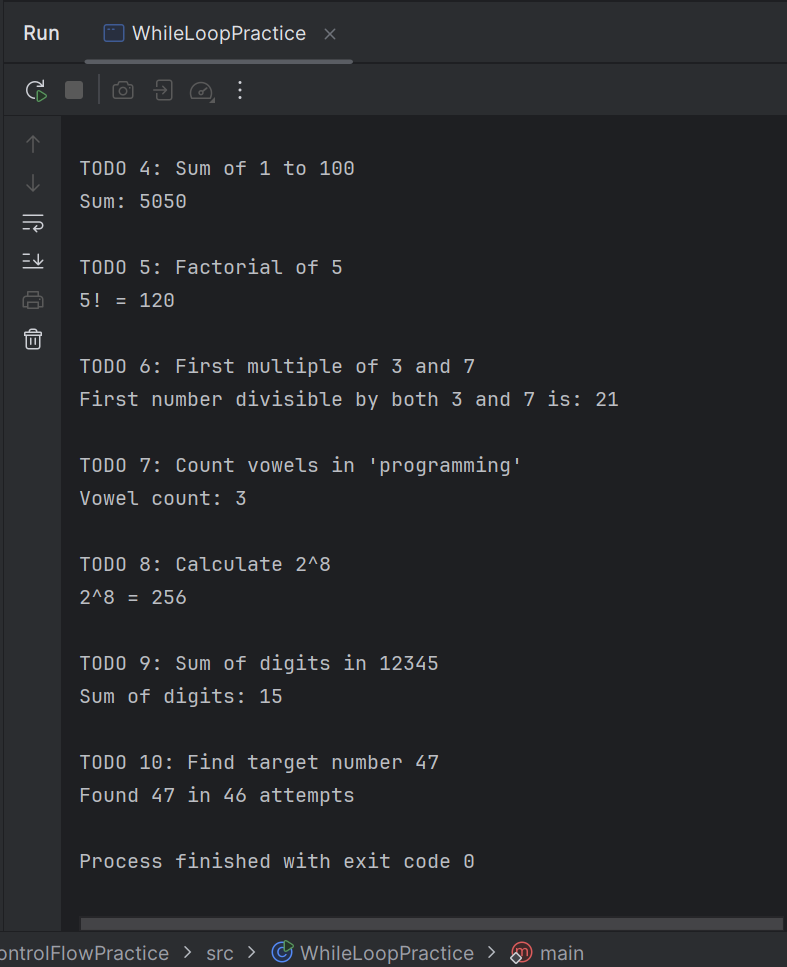 Run WhileLoopPractice
TODO 4: Sum of 1 to 100
Sum: 5050
TODO 5: Factorial of 5
5! = 120
TODO 6: First multiple of 3 and 7
First number divisible by both 3 and 7 is: 21
TODO 7: Count vowels in 'programming'
Vowel count: 3
TODO 8: Calculate 2^8
2^8 = 256
TODO 9: Sum of digits in 12345
Sum of digits: 15
TODO 10: Find target number 47
Found 47 in 46 attempts
Process finished with exit code 0
ontrolFlowPractice > src > WhileLoopPractice > main